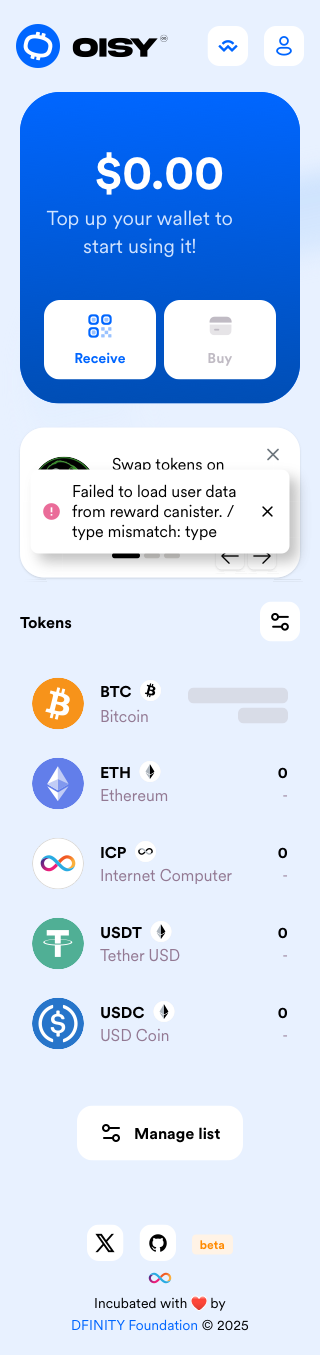 OISY
$0.00
Top up your wallet to
start using it!
Receive
Buy
Swap tokens on
Failed to load user data
from reward canister. /
type mismatch: type
Tokens
BTC
Bitcoin
ETH
0
Ethereum
-
ICP
0
Internet Computer
-
USDT
0
Tether USD
-
USDC
0
USD Coin
-
Manage list
beta
Incubated with ❤️ by
DFINITY Foundation © 2025